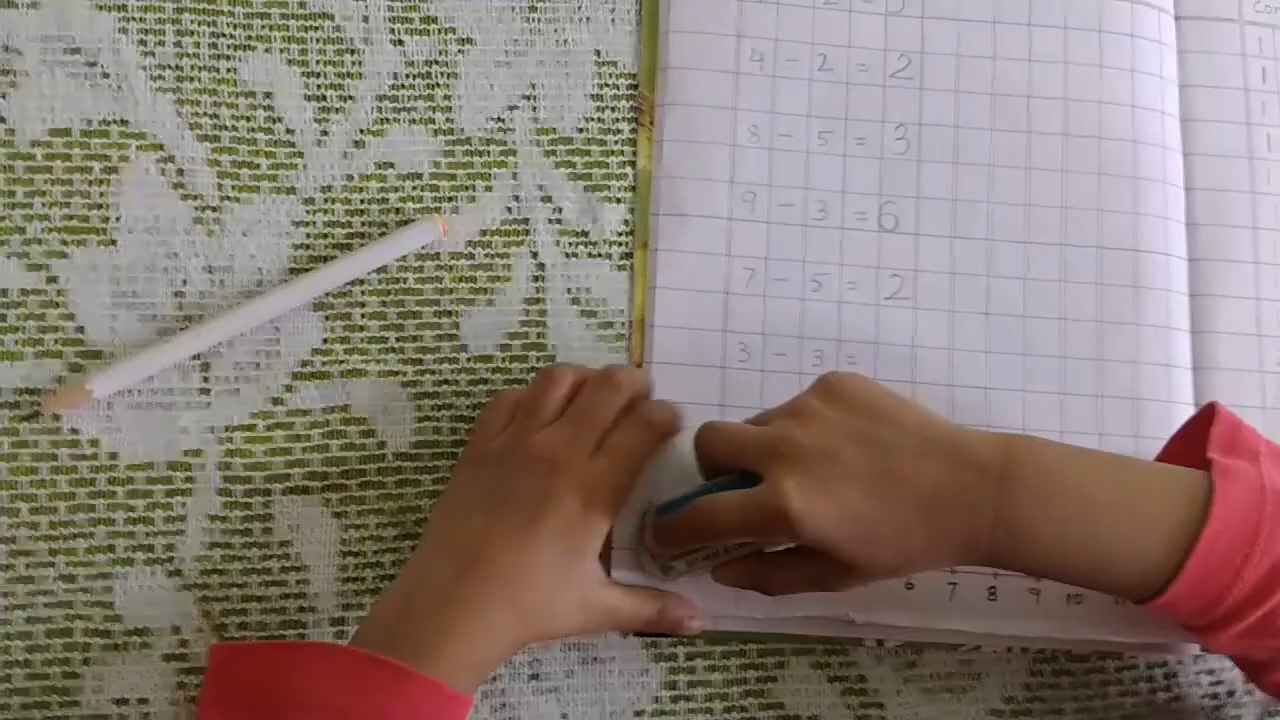 4 - 2 = 2
8 - 5 = 3
9 - 3 = 6
7 - 5 = 2
3 - 3 =
6 7 8 9 10